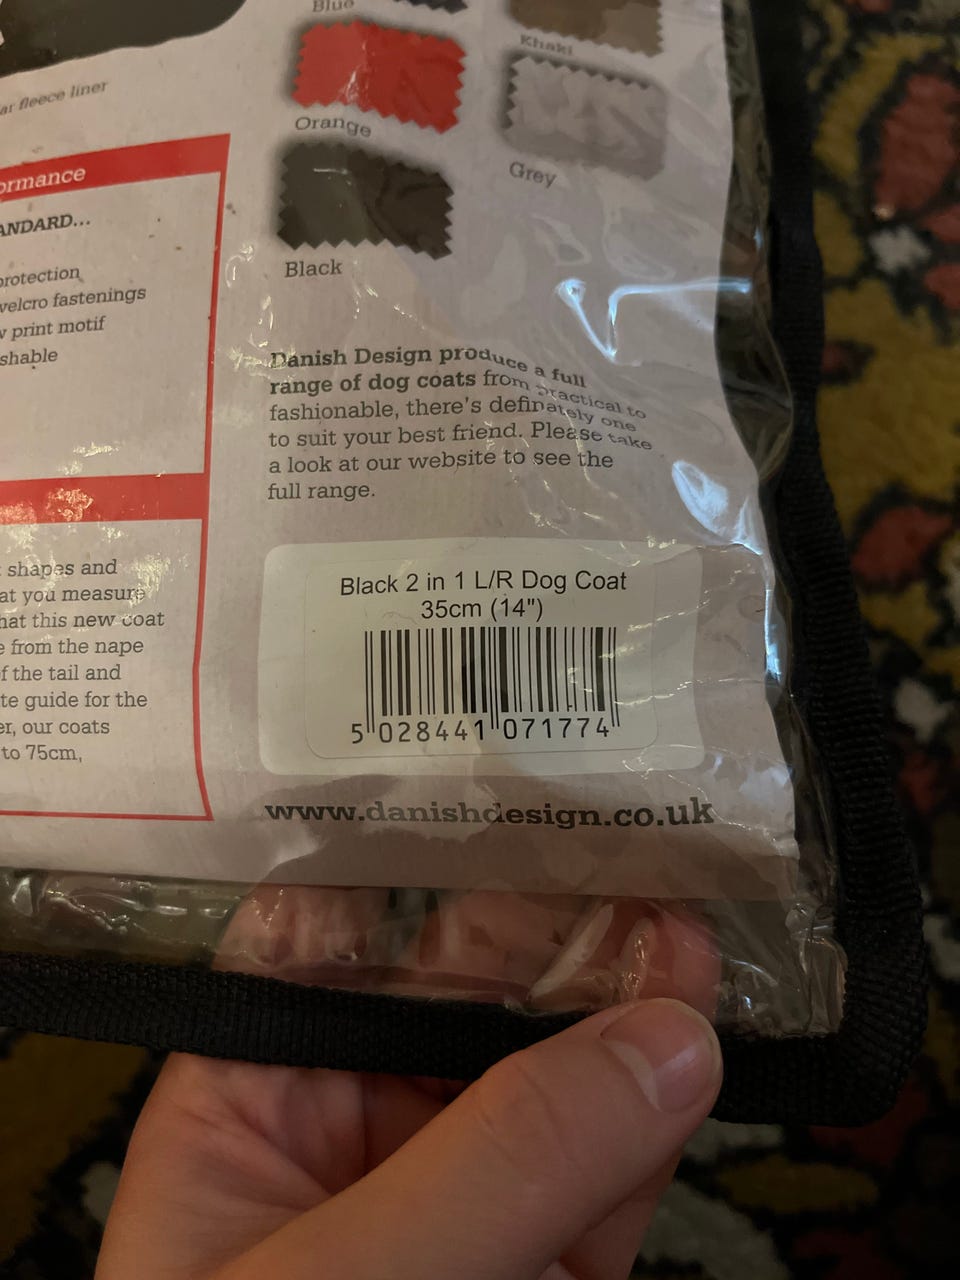 Blue
Khaki
ar fleece liner
Orange
Grey
ormance
ANDARD...
Black
protection
velcro fastenings
print motif
shable
Danish Design produce a full
range of dog coats from practical to
fashionable, there's definately one
to suit your best friend. Please take
a look at our website to see the
full range.
shapes and
at you measure
hat this new coat
e from the nape
f the tail and
te guide for the
er, our coats
to 75cm,
Black 2 in 1 L/R Dog Coat
35cm (14")
5 028441 071774
www.danishdesign.co.uk